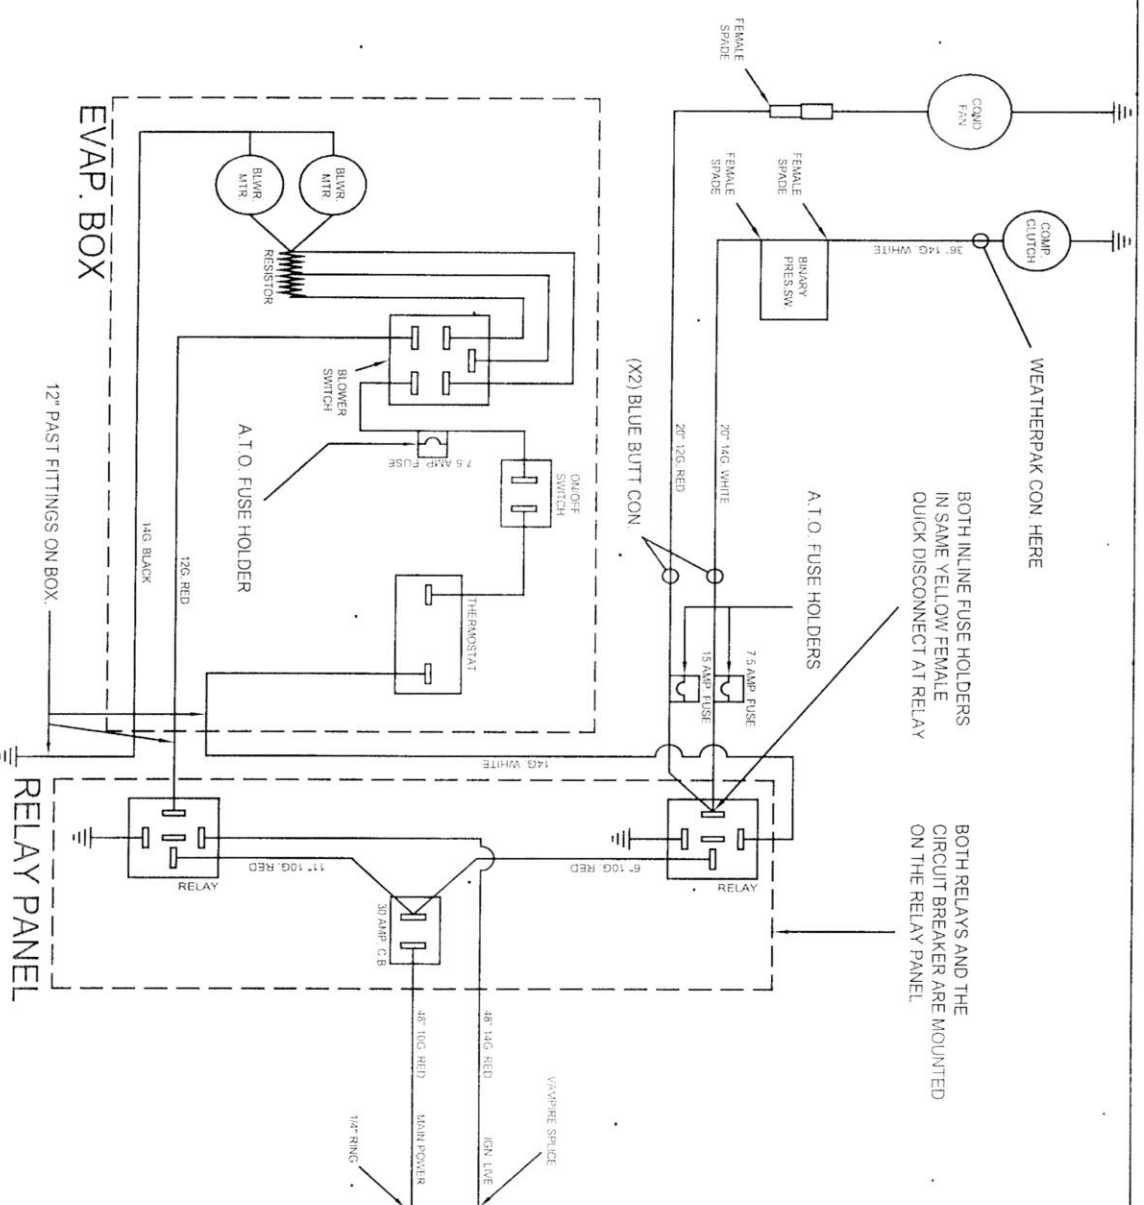 FEMALE
SPADE
COND
FAN
FEMALE
SPADE
FEMALE
SPADE
BINARY
PRES.SW.
36" 14G. WHITE
COMP.
CLUTCH
WEATHERPAK CON. HERE
EVAP. BOX
BLWR.
MTR.
BLWR.
MTR.
RESISTOR
BLOWER
SWITCH
7.5 AMP. FUSE
ON/OFF
SWITCH
A.T.O. FUSE HOLDER
THERMOSTAT
12" PAST FITTINGS ON BOX.
14G. BLACK
12G. RED
(X2) BLUE BUTT CON.
20" 12G. RED
20" 14G. WHITE
A.T.O. FUSE HOLDERS
7.5 AMP. FUSE
15 AMP. FUSE
BOTH INLINE FUSE HOLDERS
IN SAME YELLOW FEMALE
QUICK DISCONNECT AT RELAY
14G. WHITE
RELAY PANEL
RELAY
11" 10G. RED
6" 10G. RED
RELAY
30 AMP. C.B.
BOTH RELAYS AND THE
CIRCUIT BREAKER ARE MOUNTED
ON THE RELAY PANEL
48" 10G. RED
MAIN POWER
48" 14G. RED
IGN. LIVE
VAMPIRE SPLICE
1/4" RING